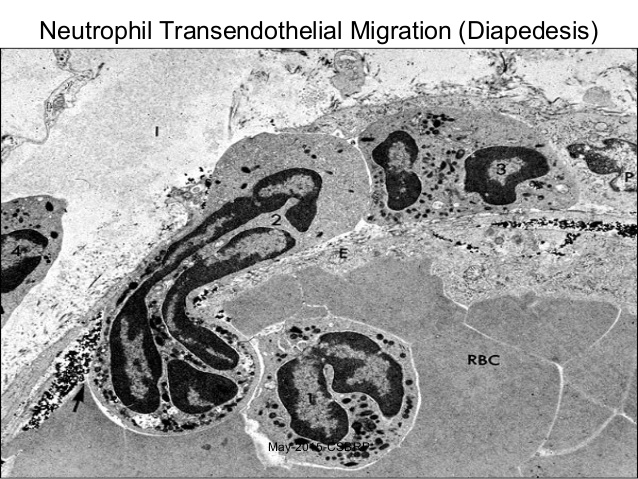 Neutrophil Transendothelial Migration (Diapedesis)
I
P
3
2
4
E
RBC
1